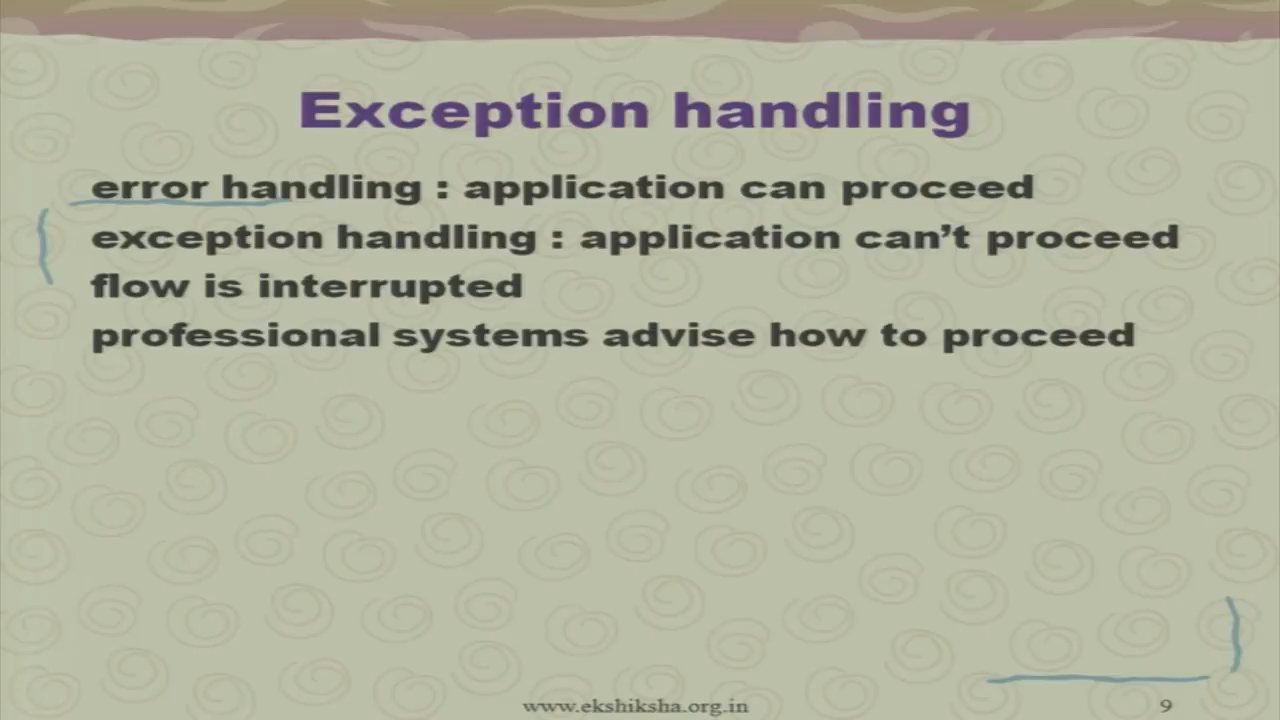 Exception handling
error handling : application can proceed
exception handling : application can't proceed
flow is interrupted
professional systems advise how to proceed
www.ekshiksha.org.in
9